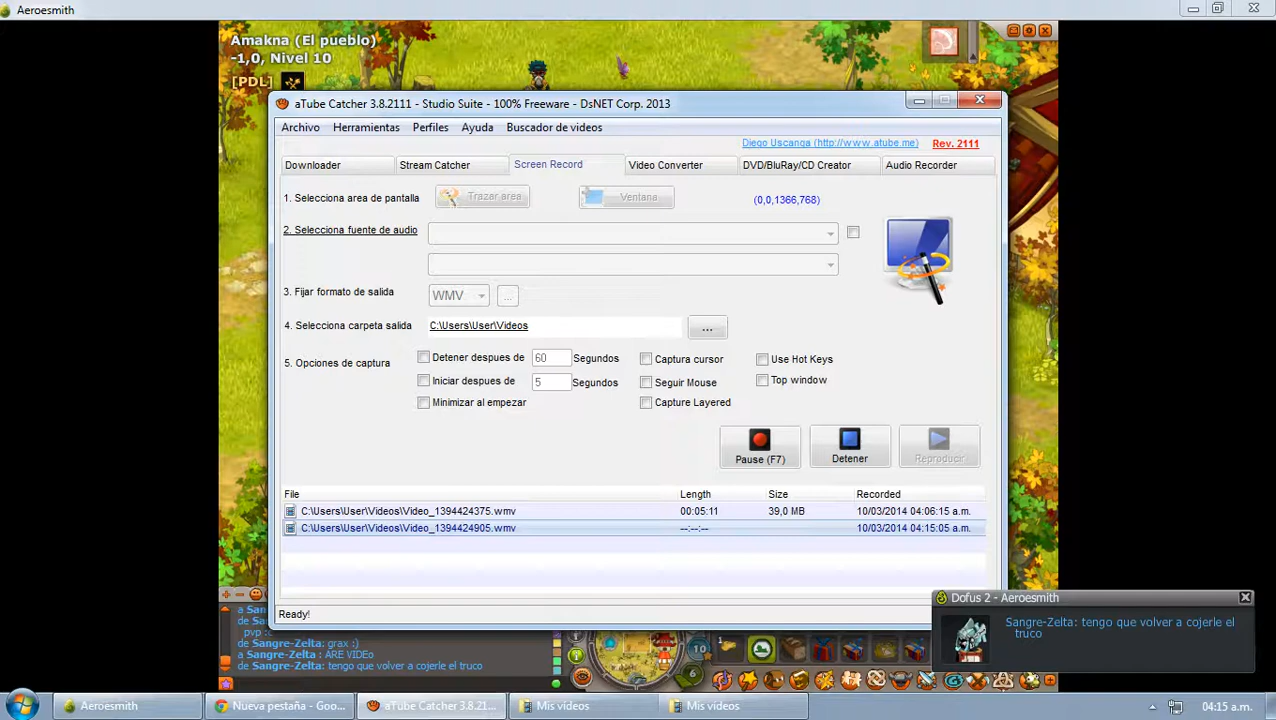 Aeroesmith
Amakna (El pueblo)
-1,0, Nivel 10
[PDL]
aTube Catcher 3.8.2111 - Studio Suite - 100% Freeware - DsNET Corp. 2013
Archivo Herramientas Perfiles Ayuda Buscador de videos
Diego Uscanga (http://www.atube.me) Rev. 2111
Downloader Stream Catcher Screen Record Video Converter DVD/BluRay/CD Creator Audio Recorder
1. Selecciona area de pantalla Trazar area Ventana (0,0,1366,768)
2. Selecciona fuente de audio
3. Fijar formato de salida WMV ...
4. Selecciona carpeta salida C:\Users\User\Videos ...
5. Opciones de captura
Detener despues de 60 Segundos Captura cursor Use Hot Keys
Iniciar despues de 5 Segundos Seguir Mouse Top window
Minimizar al empezar Capture Layered
Pause (F7) Detener Reproducir
File Length Size Recorded
C:\Users\User\Videos\Video_1394424375.wmv 00:05:11 39,0 MB 10/03/2014 04:06:15 a.m.
C:\Users\User\Videos\Video_1394424905.wmv --:--:-- 10/03/2014 04:15:05 a.m.
Ready!
Dofus 2 - Aeroesmith
Sangre-Zelta: tengo que volver a cojerle el
truco
a San
de San
pvp :
de Sangre-Zelta: grax :)
a Sangre-Zelta : ARE VIDEo
de Sangre-Zelta: tengo que volver a cojerle el truco
1
10
6
Aeroesmith Nueva pestaña - Goo... aTube Catcher 3.8.21... Mis vídeos Mis vídeos 04:15 a.m.